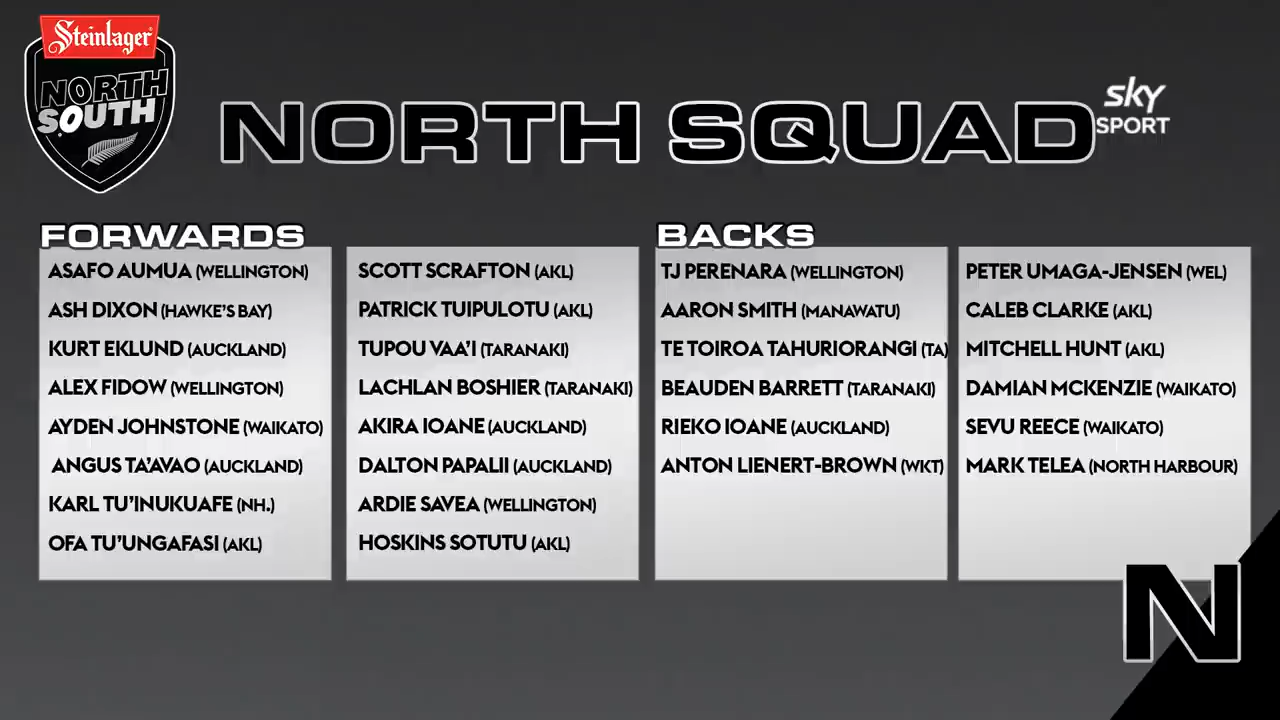 Steinlager
NORTH
SOUTH
NORTH SQUAD
sky
SPORT
FORWARDS
ASAFO AUMUA (WELLINGTON)
ASH DIXON (HAWKE'S BAY)
KURT EKLUND (AUCKLAND)
ALEX FIDOW (WELLINGTON)
AYDEN JOHNSTONE (WAIKATO)
ANGUS TA'AVAO (AUCKLAND)
KARL TU'INUKUAFE (NH.)
OFA TU'UNGAFASI (AKL)
SCOTT SCRAFTON (AKL)
PATRICK TUIPULOTU (AKL)
TUPOU VAA'I (TARANAKI)
LACHLAN BOSHIER (TARANAKI)
AKIRA IOANE (AUCKLAND)
DALTON PAPALII (AUCKLAND)
ARDIE SAVEA (WELLINGTON)
HOSKINS SOTUTU (AKL)
BACKS
TJ PERENARA (WELLINGTON)
AARON SMITH (MANAWATU)
TE TOIROA TAHURIORANGI (TA)
BEAUDEN BARRETT (TARANAKI)
RIEKO IOANE (AUCKLAND)
ANTON LIENERT-BROWN (WKT)
PETER UMAGA-JENSEN (WEL)
CALEB CLARKE (AKL)
MITCHELL HUNT (AKL)
DAMIAN MCKENZIE (WAIKATO)
SEVU REECE (WAIKATO)
MARK TELEA (NORTH HARBOUR)
N